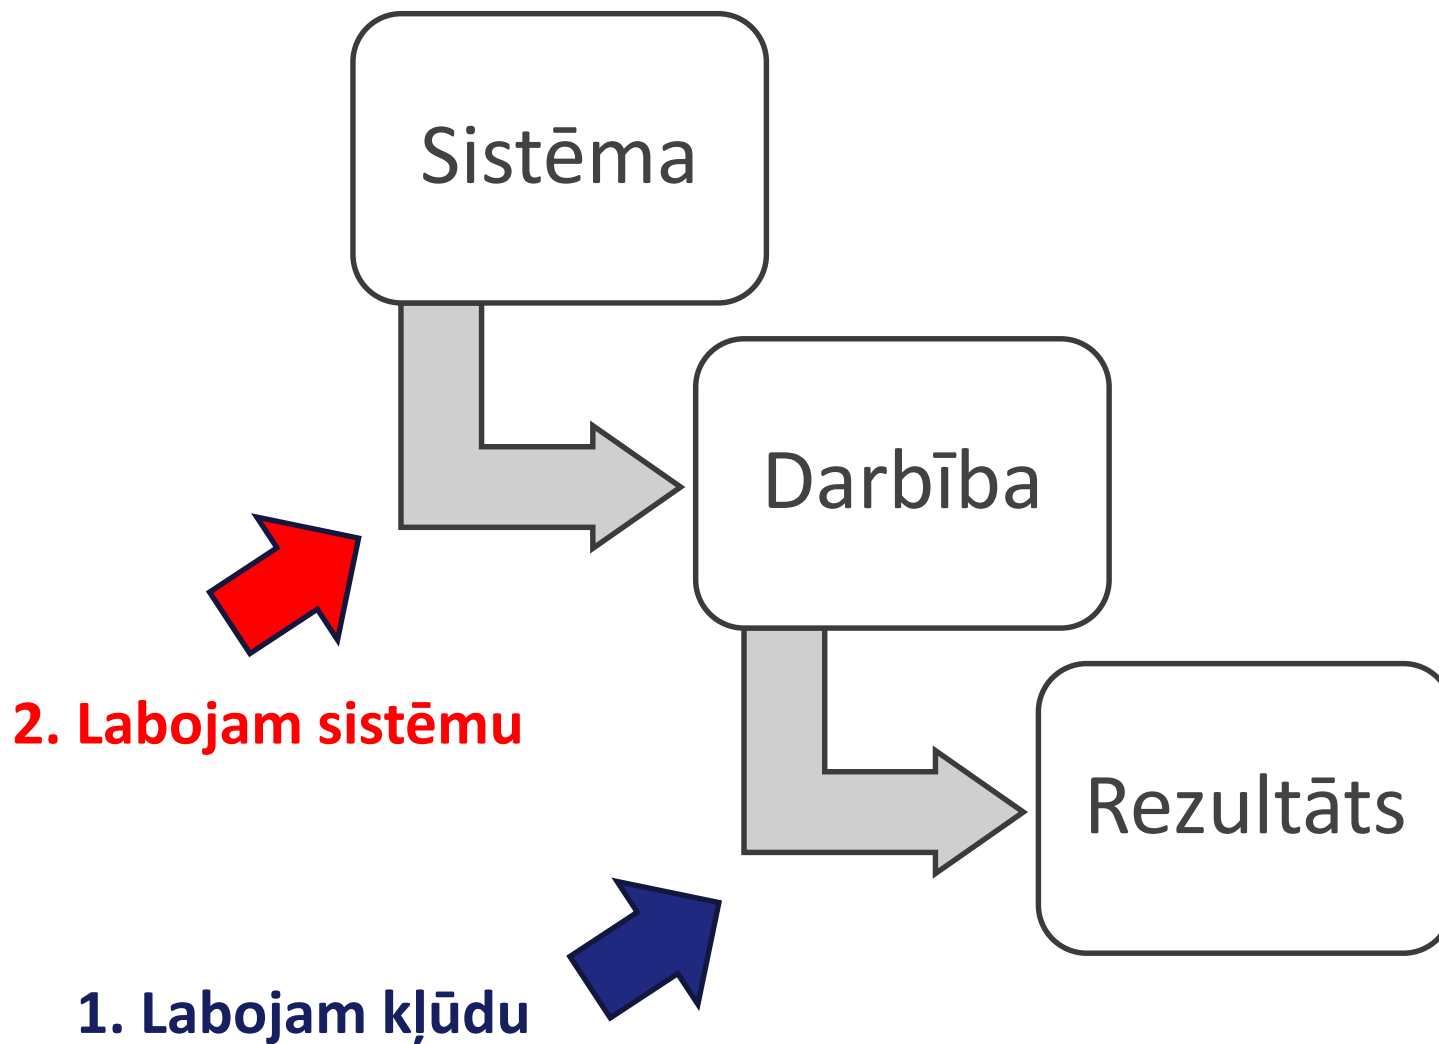 Sistēma
Darbība
2. Labojam sistēmu
Rezultāts
1. Labojam kļūdu